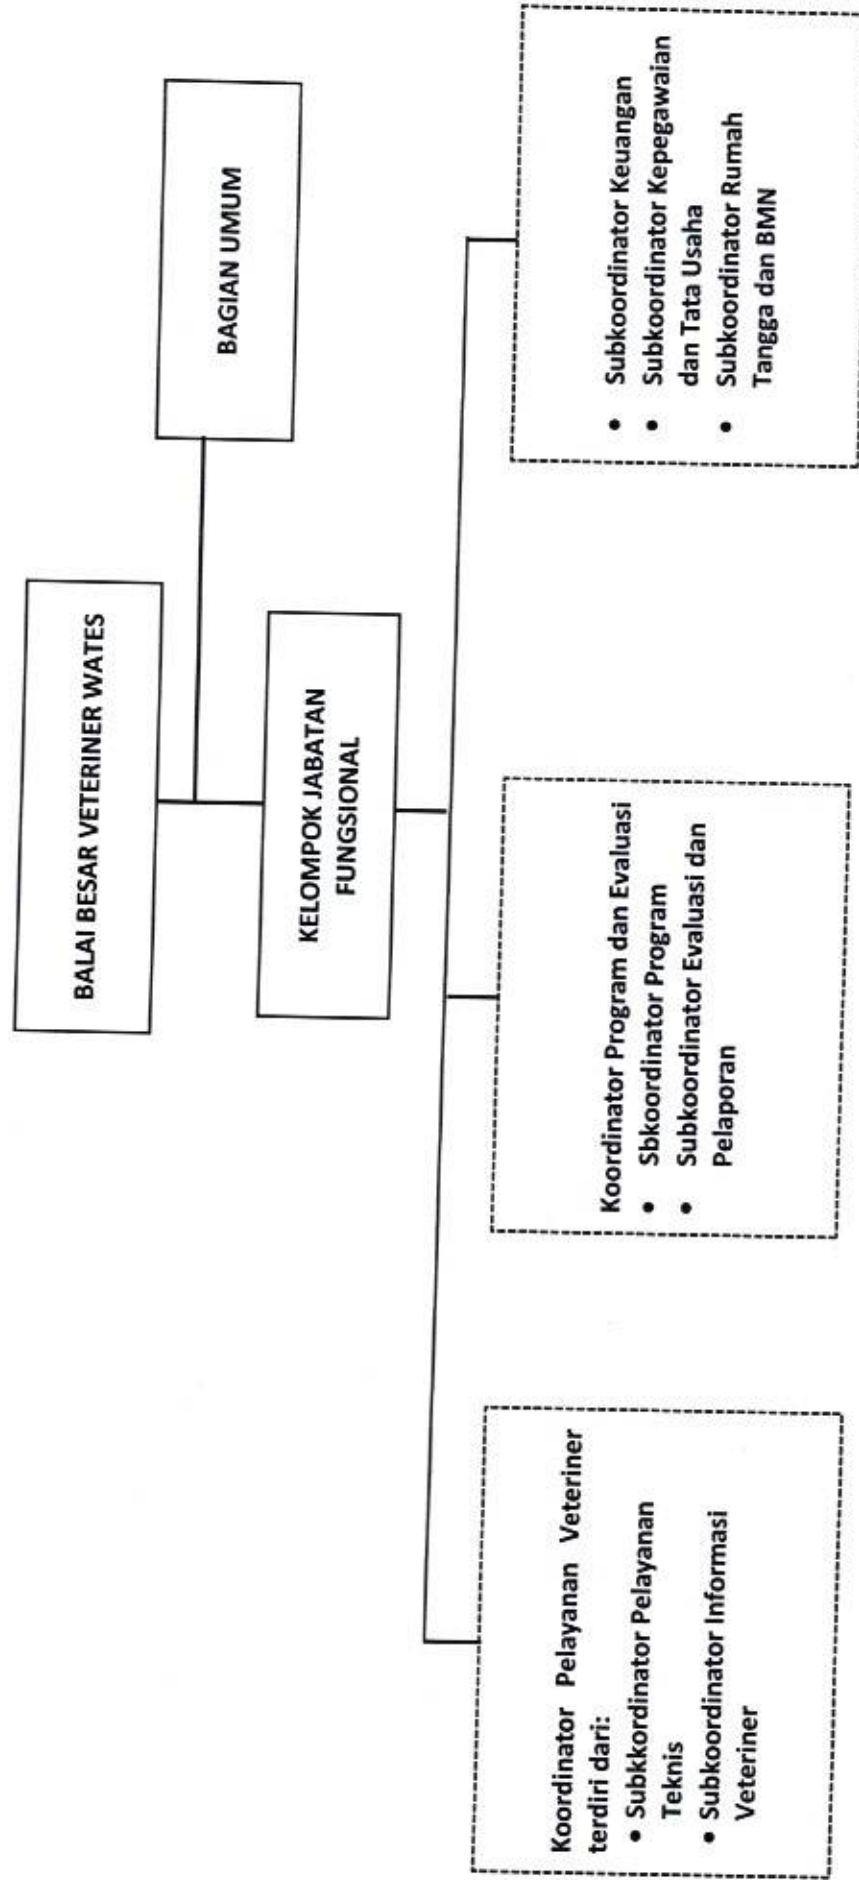 BALAI BESAR VETERINER WATES
BAGIAN UMUM
KELOMPOK JABATAN
FUNGSIONAL
Koordinator Pelayanan Veteriner
terdiri dari:
• Subkkordinator Pelayanan
Teknis
• Subkoordinator Informasi
Veteriner
Koordinator Program dan Evaluasi
• Sbkoordinator Program
• Subkoordinator Evaluasi dan
Pelaporan
• Subkoordinator Keuangan
• Subkoordinator Kepegawaian
dan Tata Usaha
• Subkoordinator Rumah
Tangga dan BMN